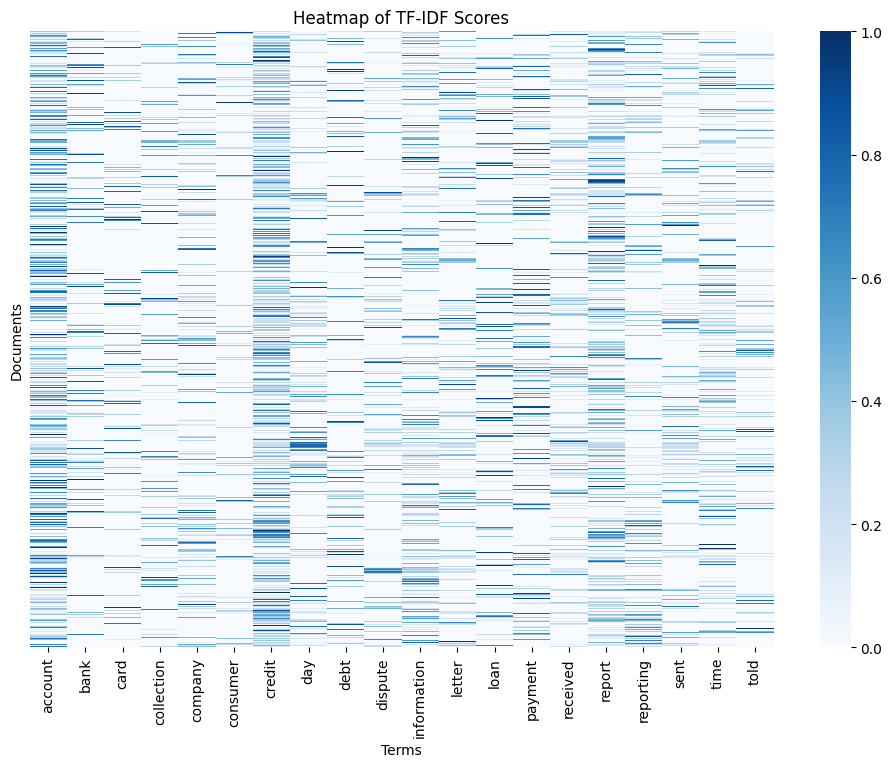 Heatmap of TF-IDF Scores
Documents
account
bank
card
collection
company
consumer
credit
day
debt
dispute
information
letter
loan
payment
received
report
reporting
sent
time
told
Terms
1.0
0.8
0.6
0.4
0.2
0.0